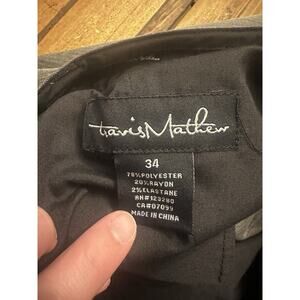 travisMathew
34
78% POLYESTER
20% RAYON
2% ELASTANE
RN#123280
CA#07099
MADE IN CHINA